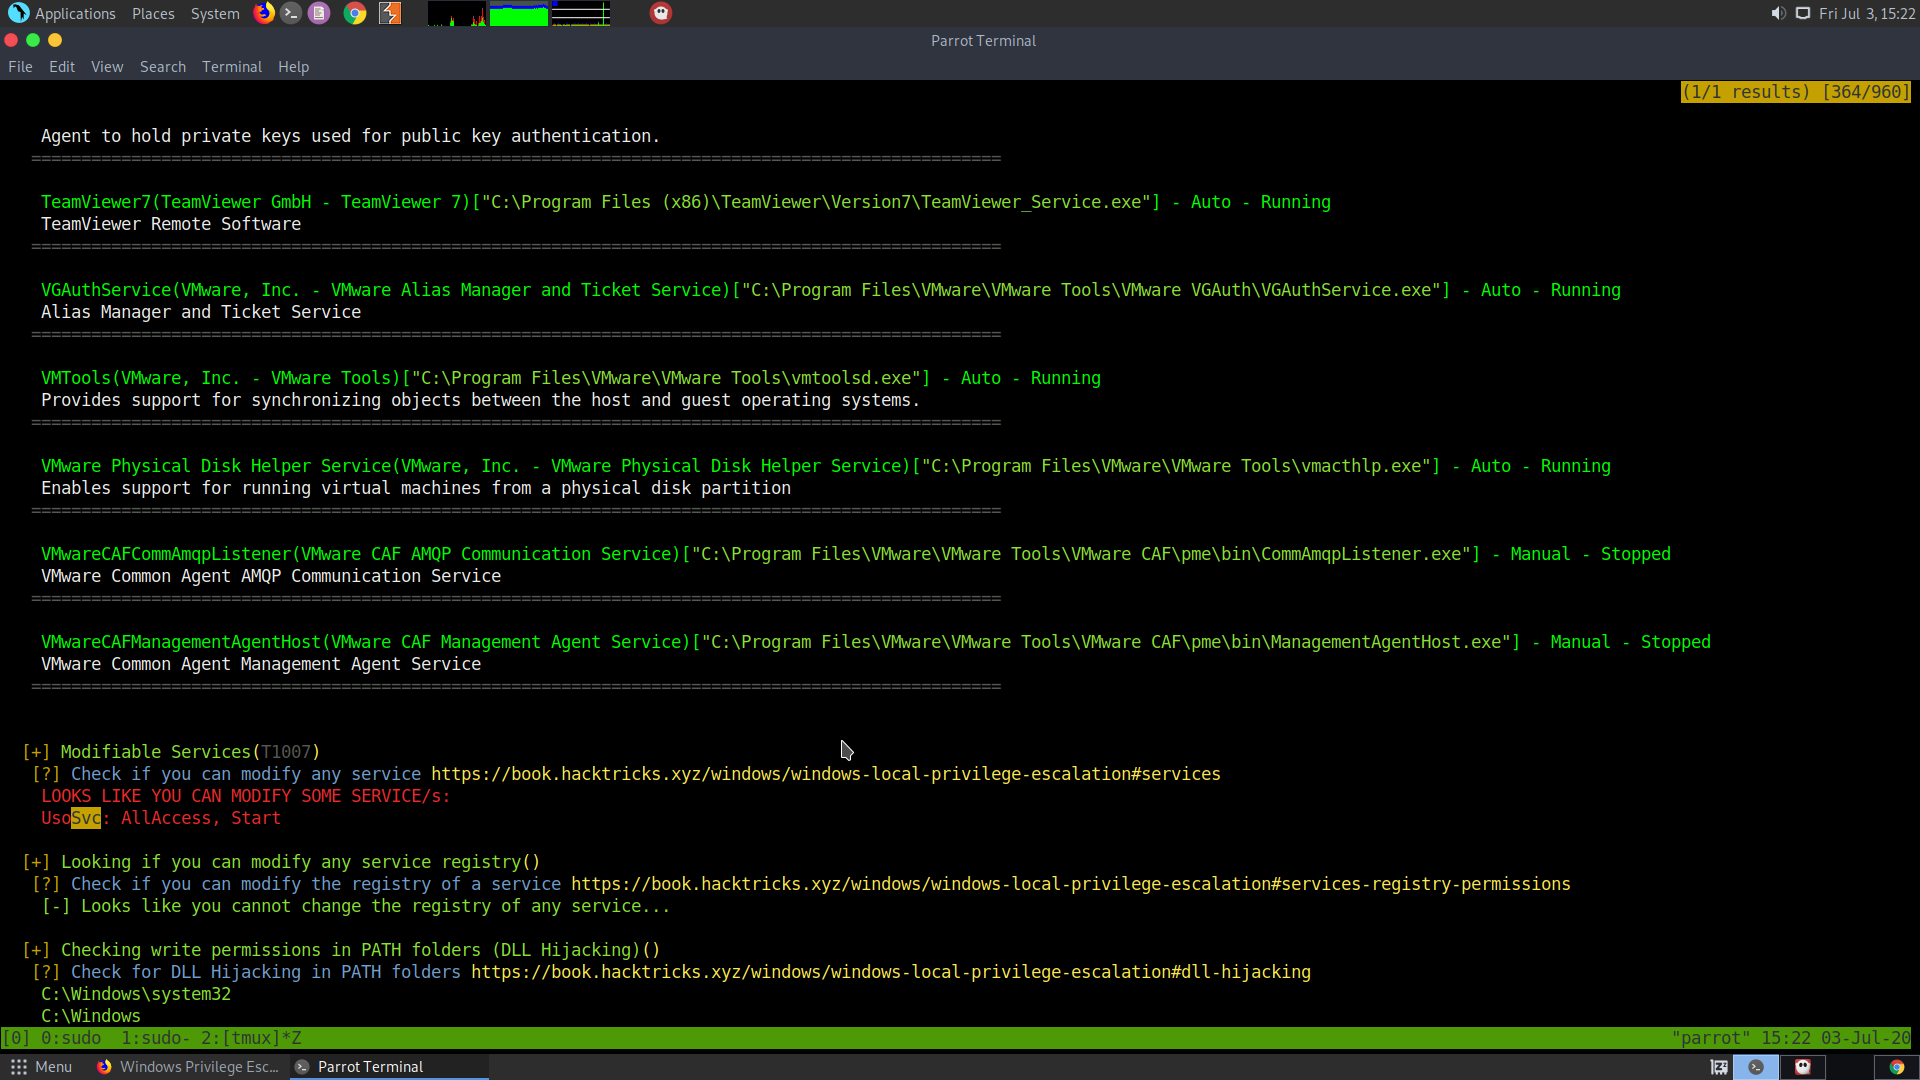 Applications Places System Fri Jul 3, 15:22
Parrot Terminal
File Edit View Search Terminal Help
(1/1 results) [364/960]
Agent to hold private keys used for public key authentication.
=================================================================================================
TeamViewer7(TeamViewer GmbH - TeamViewer 7)["C:\Program Files (x86)\TeamViewer\Version7\TeamViewer_Service.exe"] - Auto - Running
TeamViewer Remote Software
=================================================================================================
VGAuthService(VMware, Inc. - VMware Alias Manager and Ticket Service)["C:\Program Files\VMware\VMware Tools\VMware VGAuth\VGAuthService.exe"] - Auto - Running
Alias Manager and Ticket Service
=================================================================================================
VMTools(VMware, Inc. - VMware Tools)["C:\Program Files\VMware\VMware Tools\vmtoolsd.exe"] - Auto - Running
Provides support for synchronizing objects between the host and guest operating systems.
=================================================================================================
VMware Physical Disk Helper Service(VMware, Inc. - VMware Physical Disk Helper Service)["C:\Program Files\VMware\VMware Tools\vmacthlp.exe"] - Auto - Running
Enables support for running virtual machines from a physical disk partition
=================================================================================================
VMwareCAFCommAmqpListener(VMware CAF AMQP Communication Service)["C:\Program Files\VMware\VMware Tools\VMware CAF\pme\bin\CommAmqpListener.exe"] - Manual - Stopped
VMware Common Agent AMQP Communication Service
=================================================================================================
VMwareCAFManagementAgentHost(VMware CAF Management Agent Service)["C:\Program Files\VMware\VMware Tools\VMware CAF\pme\bin\ManagementAgentHost.exe"] - Manual - Stopped
VMware Common Agent Management Agent Service
=================================================================================================
[+] Modifiable Services(T1007)
[?] Check if you can modify any service https://book.hacktricks.xyz/windows/windows-local-privilege-escalation#services
LOOKS LIKE YOU CAN MODIFY SOME SERVICE/s:
UsoSvc: AllAccess, Start
[+] Looking if you can modify any service registry()
[?] Check if you can modify the registry of a service https://book.hacktricks.xyz/windows/windows-local-privilege-escalation#services-registry-permissions
[-] Looks like you cannot change the registry of any service...
[+] Checking write permissions in PATH folders (DLL Hijacking)()
[?] Check for DLL Hijacking in PATH folders https://book.hacktricks.xyz/windows/windows-local-privilege-escalation#dll-hijacking
C:\Windows\system32
C:\Windows
[0] 0:sudo 1:sudo- 2:[tmux]*Z "parrot" 15:22 03-Jul-20
Menu Windows Privilege Esc... Parrot Terminal